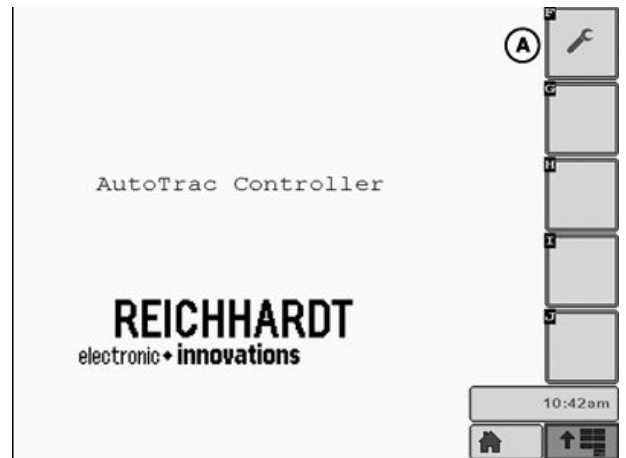 A
F
G
H
I
J
AutoTrac Controller
REICHHARDT
electronic innovations
10:42am